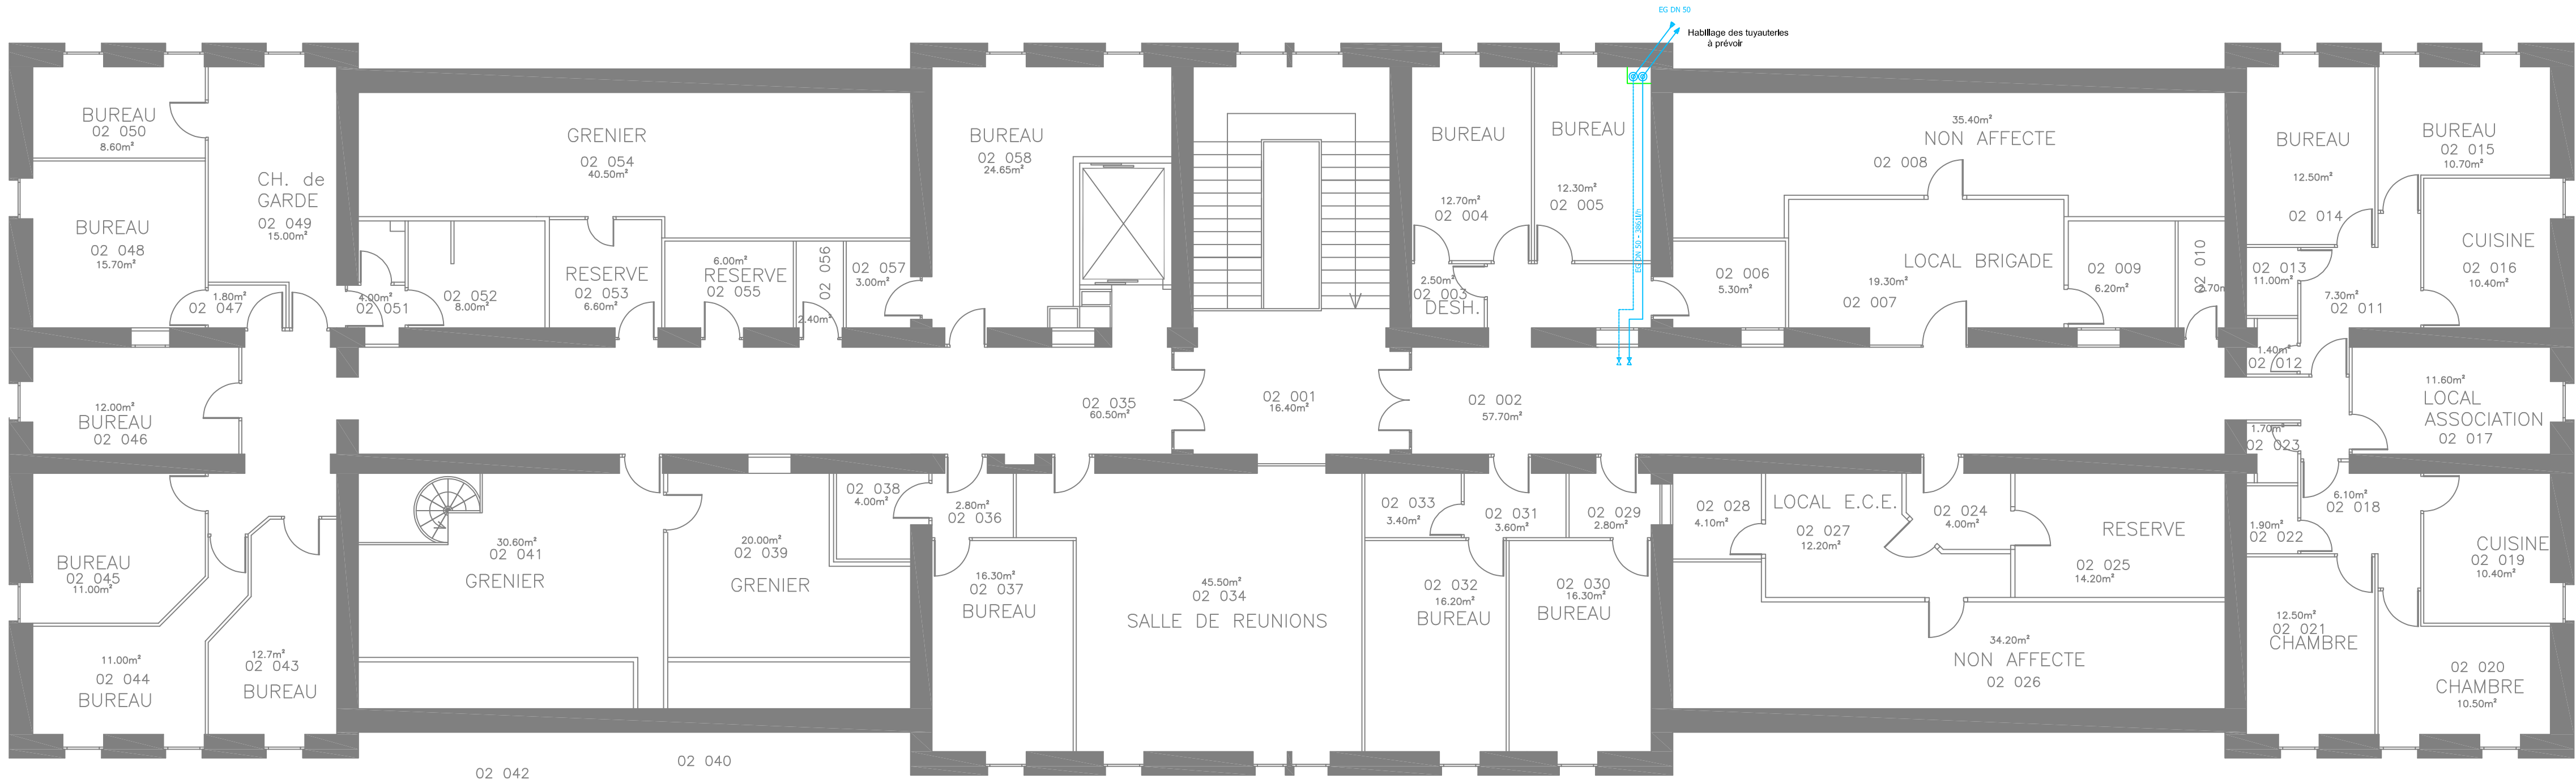 EG DN 50
Habillage des tuyauteries
à prévoir
BUREAU
02 050
8.60m²
BUREAU
02 048
15.70m²
CH. de
GARDE
02 049
15.00m²
1.80m²
02 047
GRENIER
02 054
40.50m²
4.00m²
02 051
02 052
8.00m²
RESERVE
02 053
6.60m²
6.00m²
RESERVE
02 055
02 056
2.40m²
02 057
3.00m²
BUREAU
02 058
24.65m²
BUREAU
12.70m²
02 004
BUREAU
12.30m²
02 005
2.50m²
02 003
DESH.
35.40m²
NON AFFECTE
02 008
02 006
5.30m²
LOCAL BRIGADE
19.30m²
02 007
02 009
6.20m²
02 010
BUREAU
12.50m²
02 014
BUREAU
02 015
10.70m²
CUISINE
02 016
10.40m²
02 013
11.00m²
7.30m²
02 011
1.40m²
02 012
12.00m²
BUREAU
02 046
02 035
60.50m²
02 001
16.40m²
02 002
57.70m²
11.60m²
LOCAL
ASSOCIATION
02 017
1.70m²
02 023
BUREAU
02 045
11.00m²
11.00m²
02 044
BUREAU
12.7m²
02 043
BUREAU
30.60m²
02 041
GRENIER
20.00m²
02 039
GRENIER
02 038
4.00m²
2.80m²
02 036
16.30m²
02 037
BUREAU
45.50m²
02 034
SALLE DE REUNIONS
02 033
3.40m²
02 031
3.60m²
02 029
2.80m²
02 032
16.20m²
BUREAU
02 030
16.30m²
BUREAU
02 028
4.10m²
LOCAL E.C.E.
02 027
12.20m²
02 024
4.00m²
RESERVE
02 025
14.20m²
34.20m²
NON AFFECTE
02 026
6.10m²
02 018
1.90m²
02 022
CUISINE
02 019
10.40m²
12.50m²
02 021
CHAMBRE
02 020
CHAMBRE
10.50m²
02 042
02 040